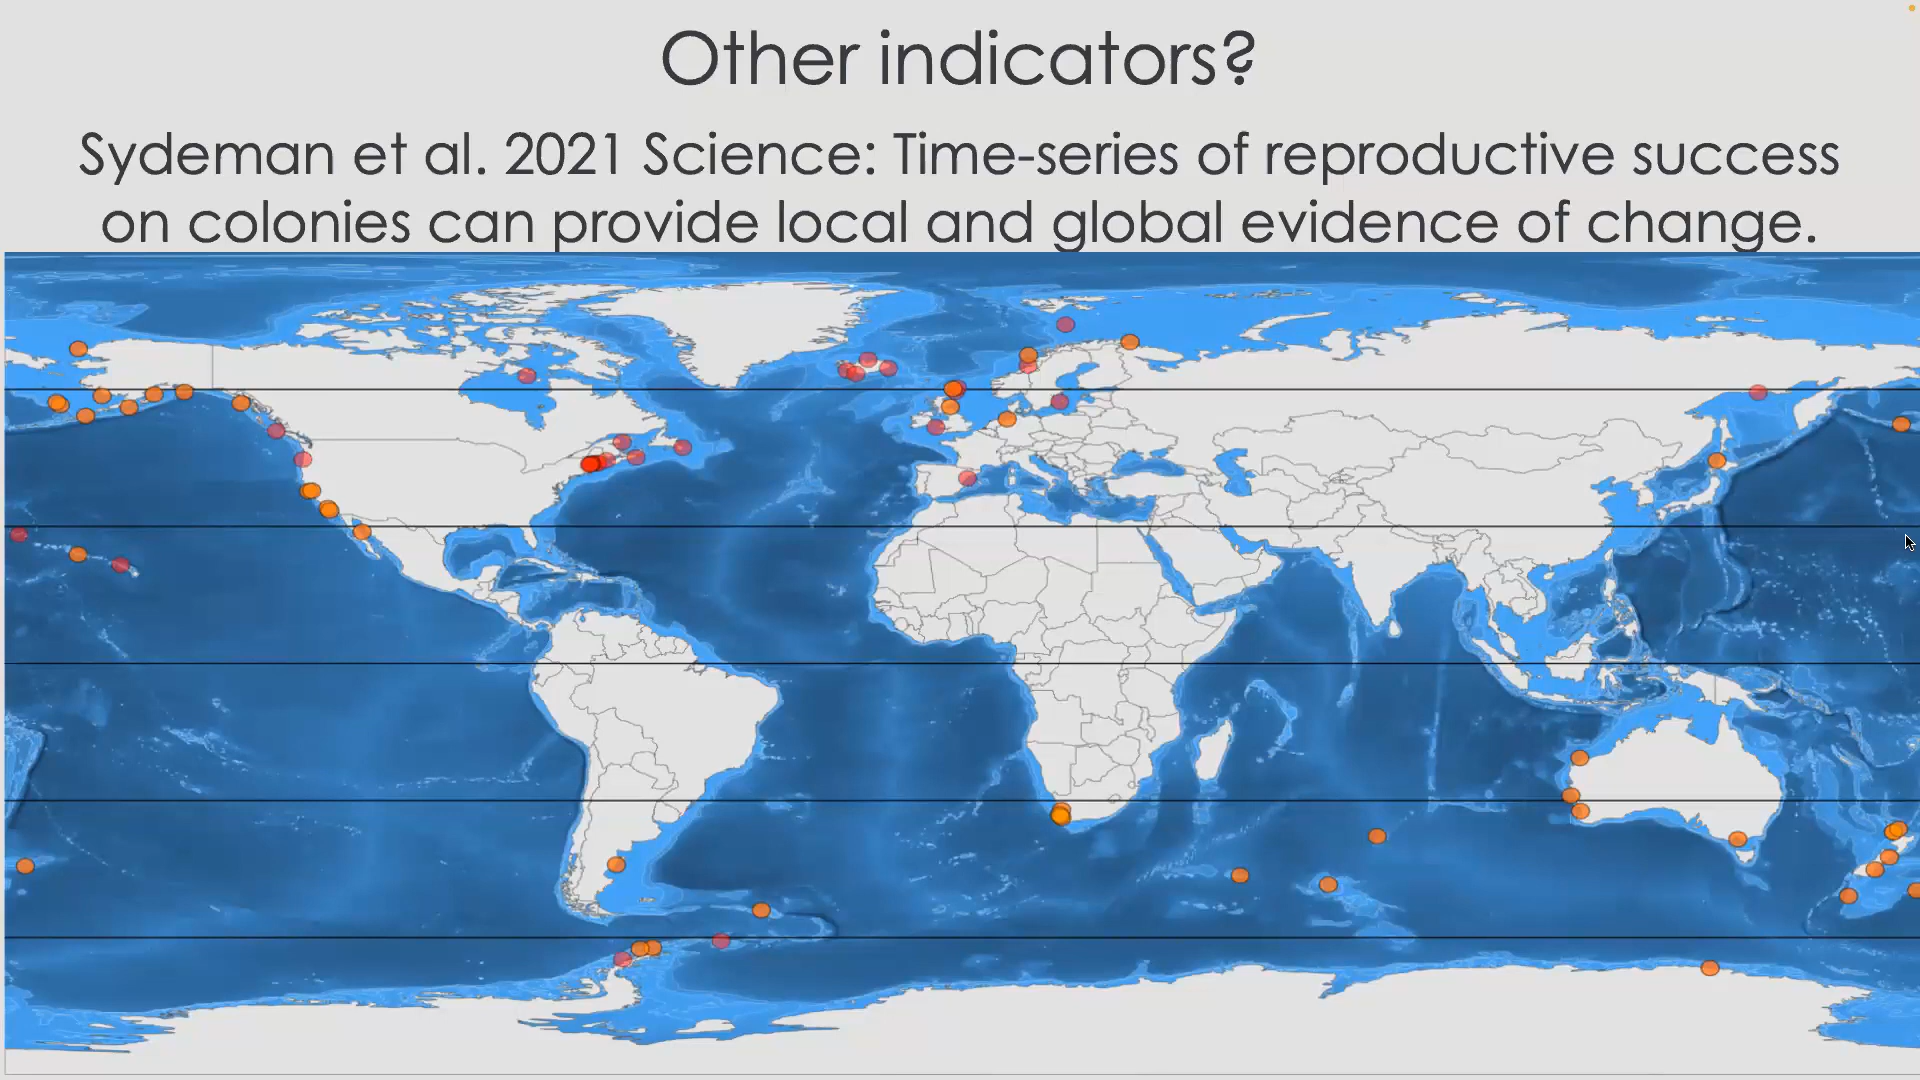 Other indicators?
Sydeman et al. 2021 Science: Time-series of reproductive success
on colonies can provide local and global evidence of change.